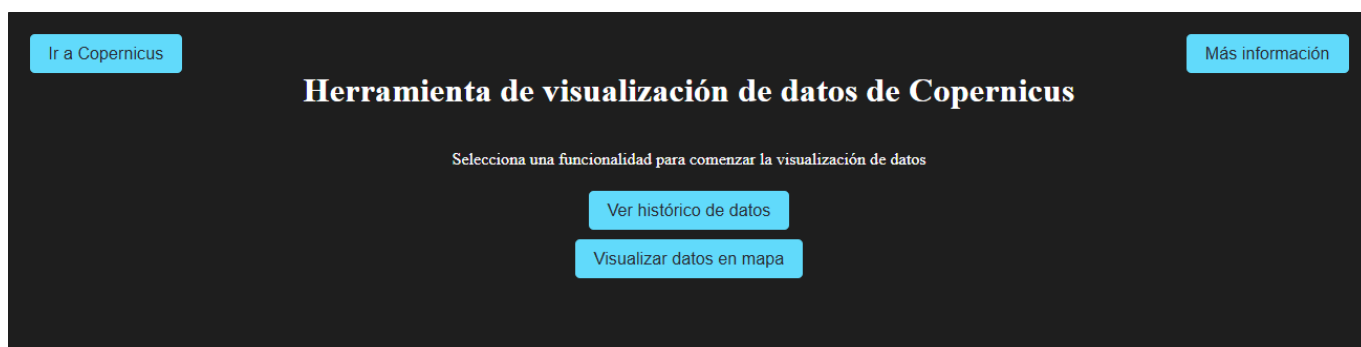 Ir a Copernicus
Más información
Herramienta de visualización de datos de Copernicus
Selecciona una funcionalidad para comenzar la visualización de datos
Ver histórico de datos
Visualizar datos en mapa